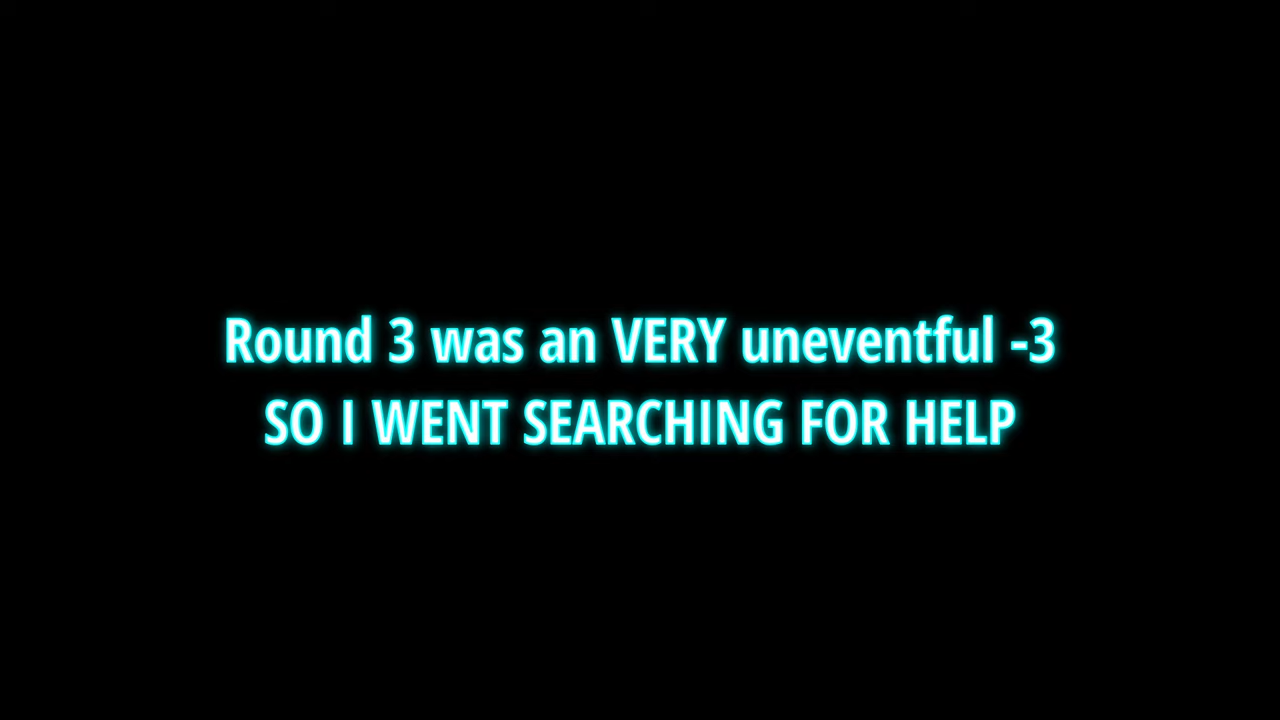 Round 3 was an VERY uneventful -3
SO I WENT SEARCHING FOR HELP